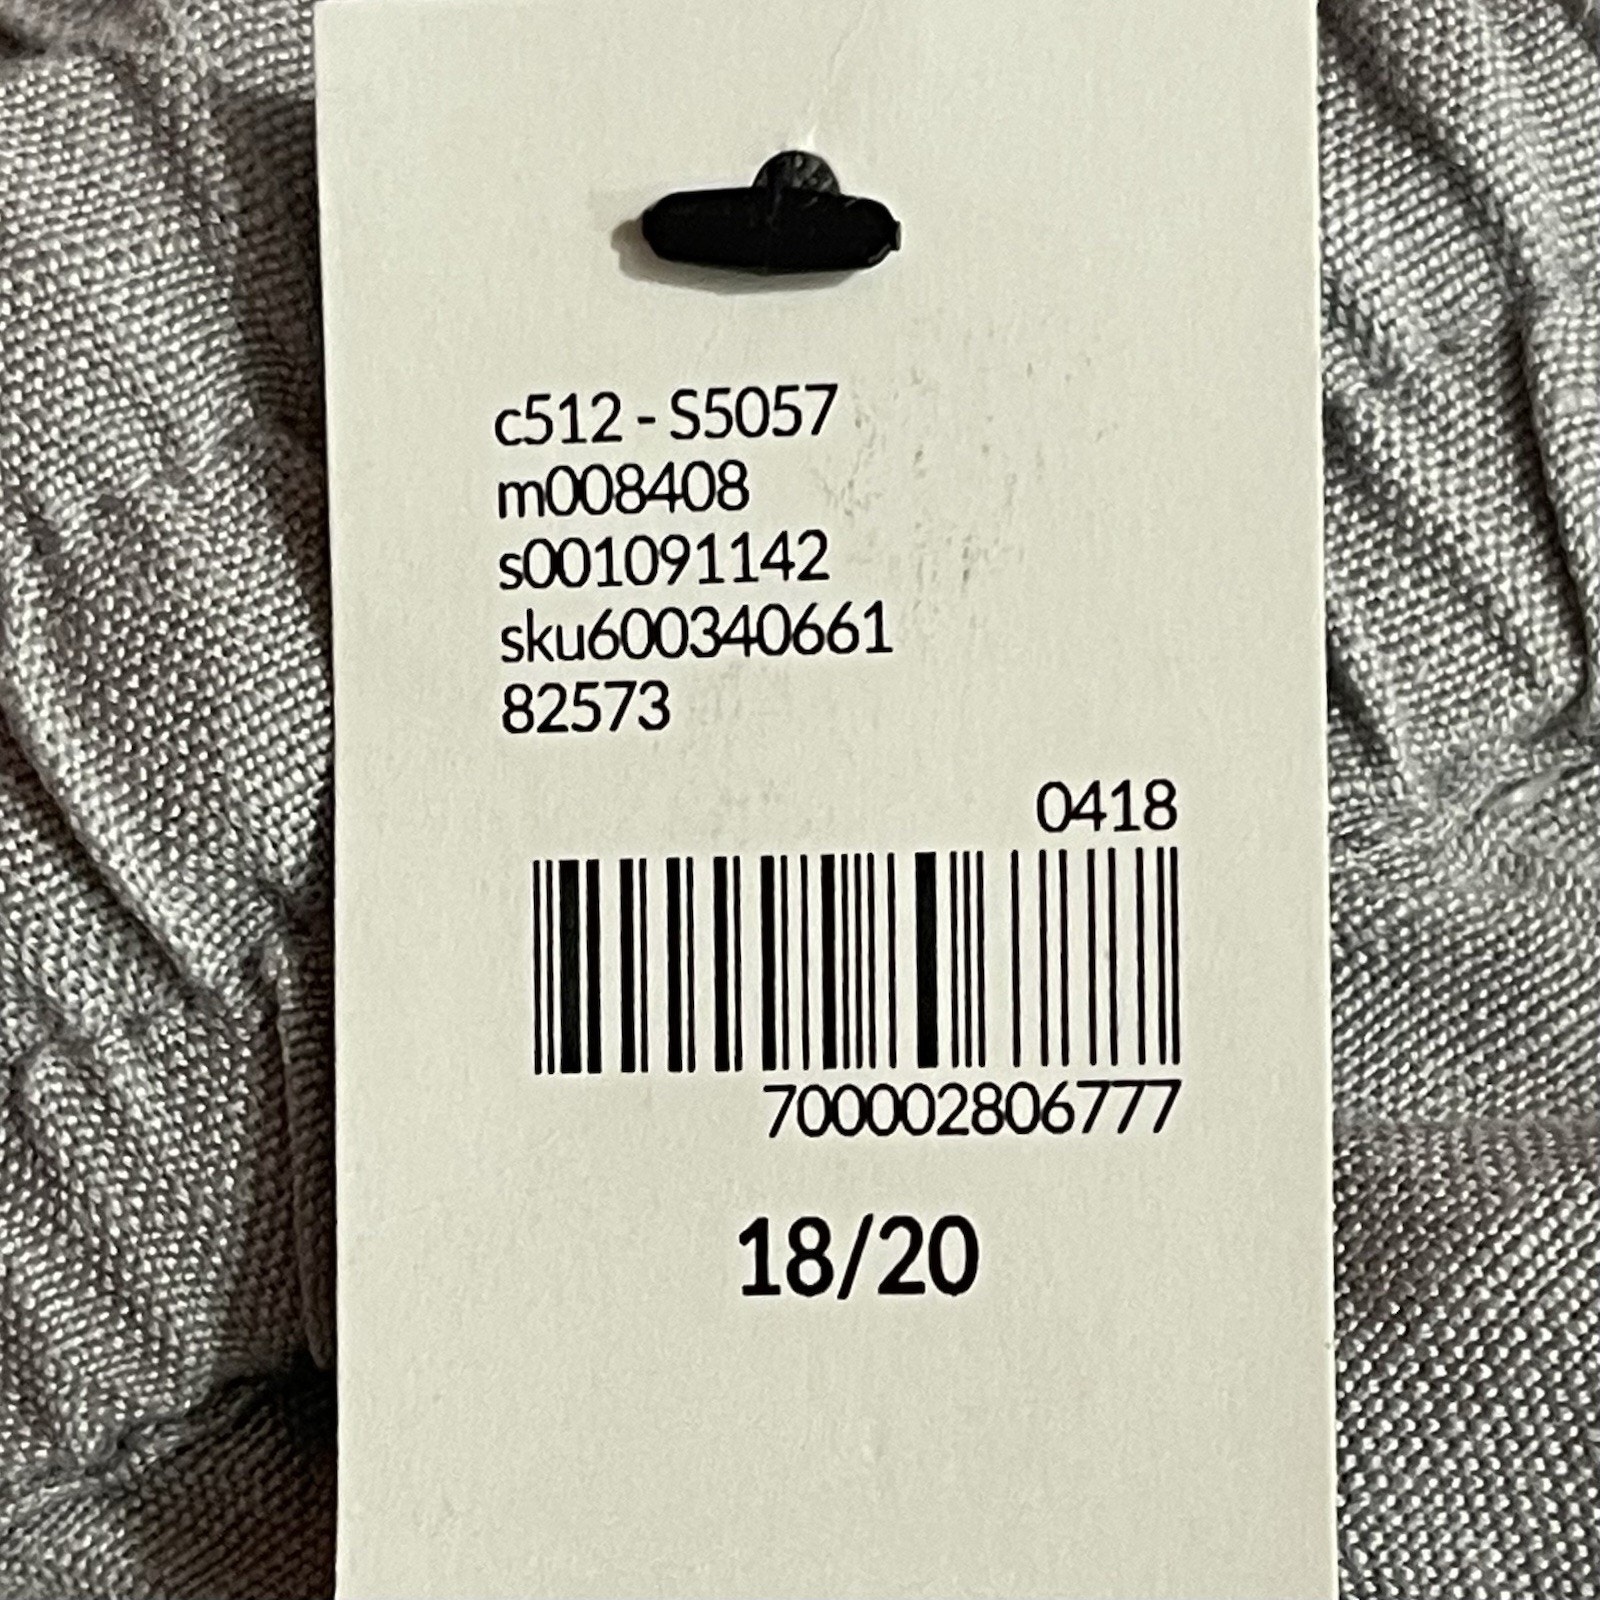 c512 - S5057
m008408
s001091142
sku600340661
82573
0418
700002806777
18/20